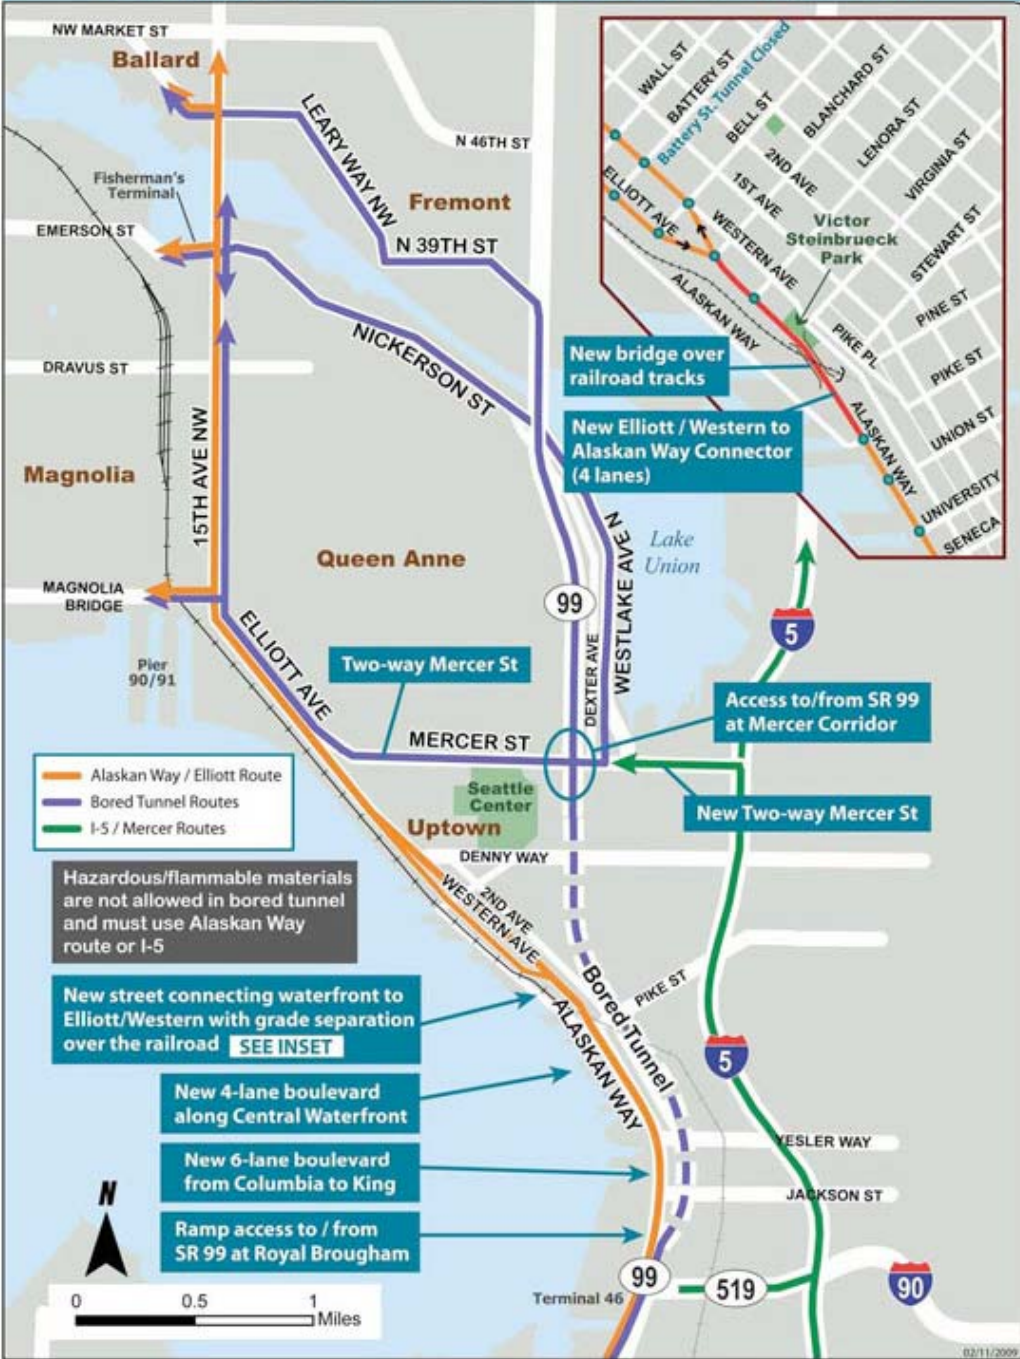 NW MARKET ST
Ballard
LEARY WAY NW
N 46TH ST
Fisherman's
Terminal
Fremont
EMERSON ST
N 39TH ST
NICKERSON ST
DRAVUS ST
15TH AVE NW
Magnolia
Queen Anne
WESTLAKE AVE N
Lake
Union
MAGNOLIA
BRIDGE
99
DEXTER AVE
5
Pier
90/91
ELLIOTT AVE
Two-way Mercer St
MERCER ST
Access to/from SR 99
at Mercer Corridor
Seattle
Center
New Two-way Mercer St
Uptown
DENNY WAY
Alaskan Way / Elliott Route
Bored Tunnel Routes
I-5 / Mercer Routes
Hazardous/flammable materials
are not allowed in bored tunnel
and must use Alaskan Way
route or I-5
2ND AVE
WESTERN AVE
Bored Tunnel
PIKE ST
ALASKAN WAY
5
New street connecting waterfront to
Elliott/Western with grade separation
over the railroad SEE INSET
New 4-lane boulevard
along Central Waterfront
New 6-lane boulevard
from Columbia to King
Ramp access to / from
SR 99 at Royal Brougham
YESLER WAY
JACKSON ST
99
519
90
Terminal 46
N
0 0.5 1
Miles
02/11/2009
WALL ST
BATTERY ST
Battery St. Tunnel Closed
BELL ST
BLANCHARD ST
LENORA ST
VIRGINIA ST
2ND AVE
1ST AVE
ELLIOTT AVE
WESTERN AVE
Victor
Steinbrueck
Park
STEWART ST
ALASKAN WAY
PINE ST
PIKE PL
PIKE ST
New bridge over
railroad tracks
New Elliott / Western to
Alaskan Way Connector
(4 lanes)
ALASKAN WAY
UNION ST
UNIVERSITY
SENECA